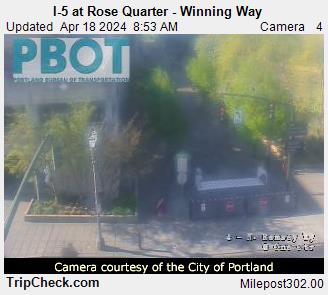 I-5 at Rose Quarter - Winning Way
Updated Apr 18 2024 8:53 AM Camera 4
PBOT
PORTLAND BUREAU OF TRANSPORTATION
Camera courtesy of the City of Portland
TripCheck.com Milepost302.00